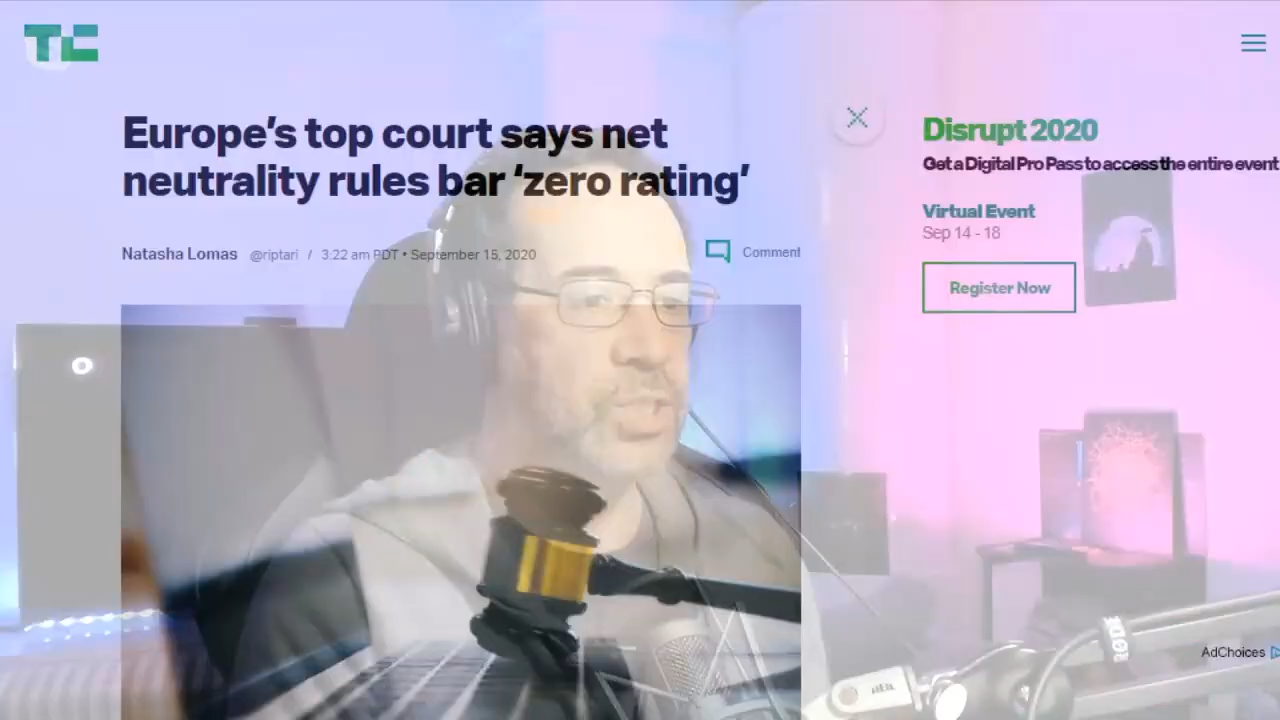 TC
Europe's top court says net
neutrality rules bar 'zero rating'
Natasha Lomas @riptari / 3:22 am PDT • September 15, 2020
Comment
Disrupt 2020
Get a Digital Pro Pass to access the entire event
Virtual Event
Sep 14 - 18
Register Now
RODE
AdChoices